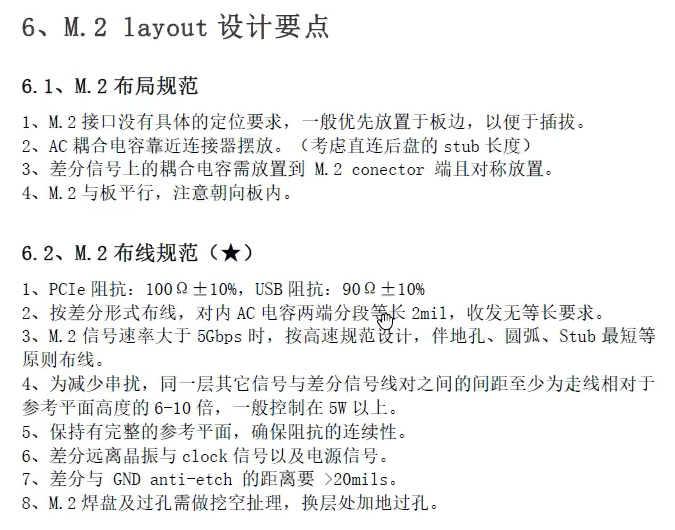 6、M.2 layout 设计要点
6.1、M.2 布局规范
1、M.2 接口没有具体的定位要求，一般优先放置于板边，以便于插拔。
2、AC 耦合电容靠近连接器摆放。（考虑直连后盘的 stub 长度）
3、差分信号上的耦合电容需放置到 M.2 conector 端且对称放置。
4、M.2 与板平行，注意朝向板内。
6.2、M.2 布线规范（★）
1、PCIe 阻抗：100Ω±10%，USB 阻抗：90Ω±10%
2、按差分形式布线，对内 AC 电容两端分段等长 2mil，收发无等长要求。
3、M.2 信号速率大于 5Gbps 时，按高速规范设计，伴地孔、圆弧、Stub 最短等
原则布线。
4、为减少串扰，同一层其它信号与差分信号线对之间的间距至少为走线相对于
参考平面高度的 6-10 倍，一般控制在 5W 以上。
5、保持有完整的参考平面，确保阻抗的连续性。
6、差分远离晶振与 clock 信号以及电源信号。
7、差分与 GND anti-etch 的距离要 >20mils。
8、M.2 焊盘及过孔需做挖空扯理，换层处加地过孔。